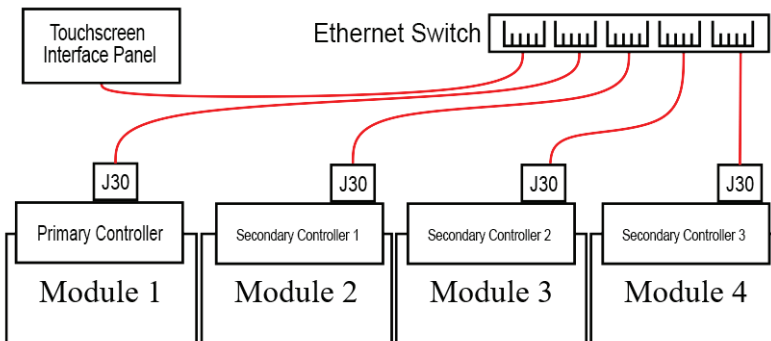 Touchscreen
Interface Panel
Ethernet Switch
J30
J30
J30
J30
Primary Controller
Secondary Controller 1
Secondary Controller 2
Secondary Controller 3
Module 1
Module 2
Module 3
Module 4